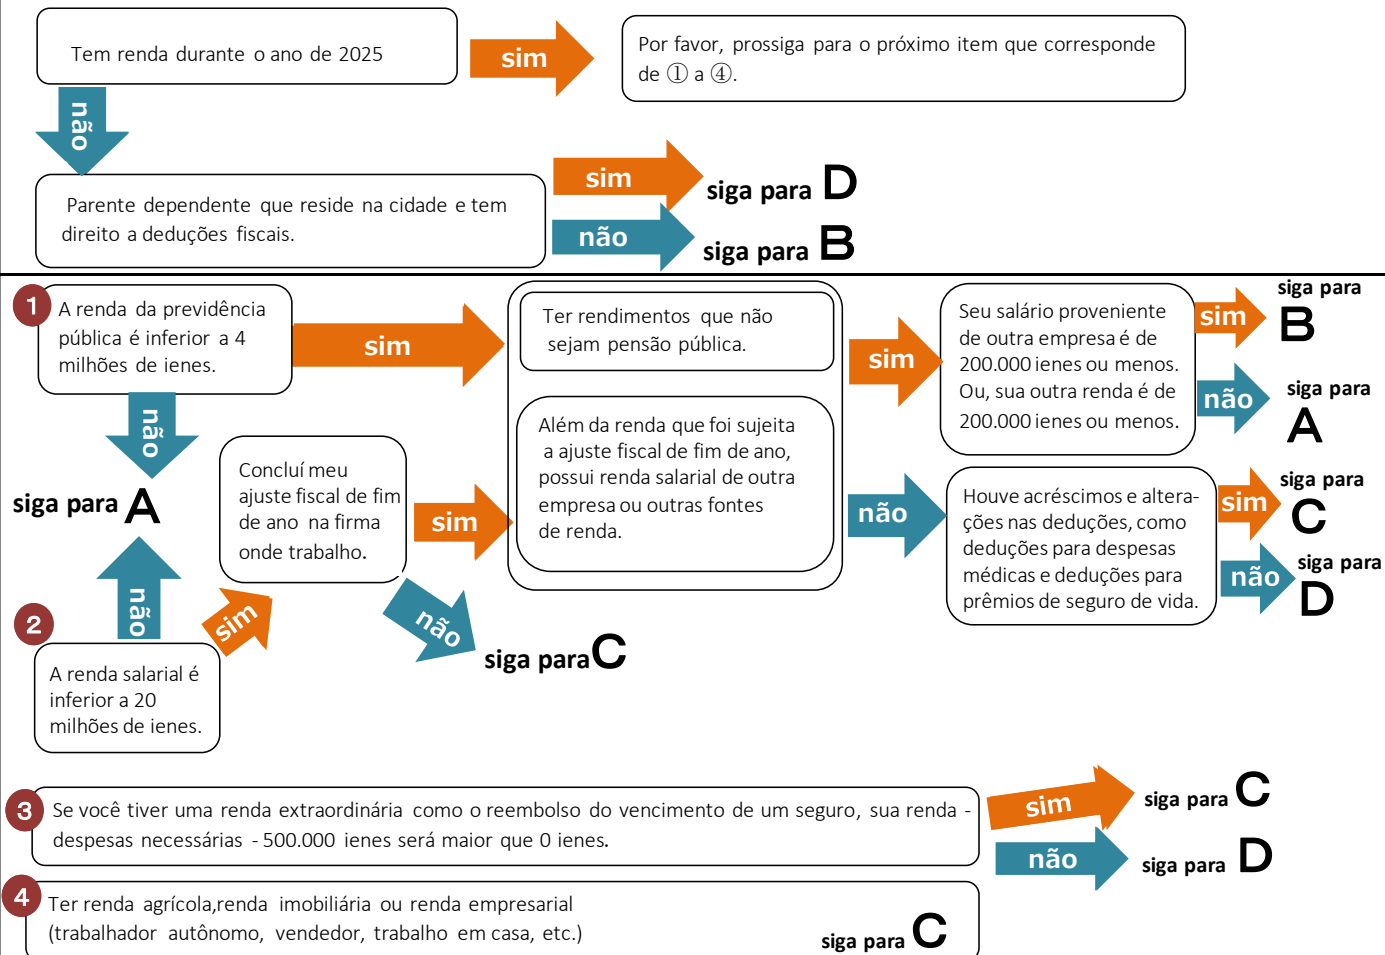 Tem renda durante o ano de 2025
sim
Por favor, prossiga para o próximo item que corresponde
de ① a ④.
não
Parente dependente que reside na cidade e tem
direito a deduções fiscais.
sim
siga para D
não
siga para B
1
A renda da previdência
pública é inferior a 4
milhões de ienes.
sim
não
siga para A
Ter rendimentos que não
sejam pensão pública.
Além da renda que foi sujeita
a ajuste fiscal de fim de ano,
possui renda salarial de outra
empresa ou outras fontes
de renda.
sim
Seu salário proveniente
de outra empresa é de
200.000 ienes ou menos.
Ou, sua outra renda é de
200.000 ienes ou menos.
sim
siga para
B
não
siga para
A
não
Houve acréscimos e altera-
ções nas deduções, como
deduções para despesas
médicas e deduções para
prêmios de seguro de vida.
sim
siga para
C
não
siga para
D
2
A renda salarial é
inferior a 20
milhões de ienes.
não
sim
Concluí meu
ajuste fiscal de fim
de ano na firma
onde trabalho.
sim
não
siga para C
3
Se você tiver uma renda extraordinária como o reembolso do vencimento de um seguro, sua renda -
despesas necessárias - 500.000 ienes será maior que 0 ienes.
sim
siga para C
não
siga para D
4
Ter renda agrícola,renda imobiliária ou renda empresarial
(trabalhador autônomo, vendedor, trabalho em casa, etc.)
siga para C